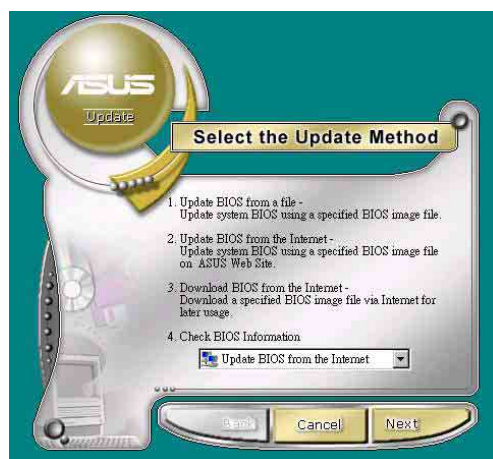 ASUS
Update
Select the Update Method
1. Update BIOS from a file -
Update system BIOS using a specified BIOS image file.
2. Update BIOS from the Internet -
Update system BIOS using a specified BIOS image file
on ASUS Web Site.
3. Download BIOS from the Internet -
Download a specified BIOS image file via Internet for
later usage.
4. Check BIOS Information
Update BIOS from the Internet
Back Cancel Next